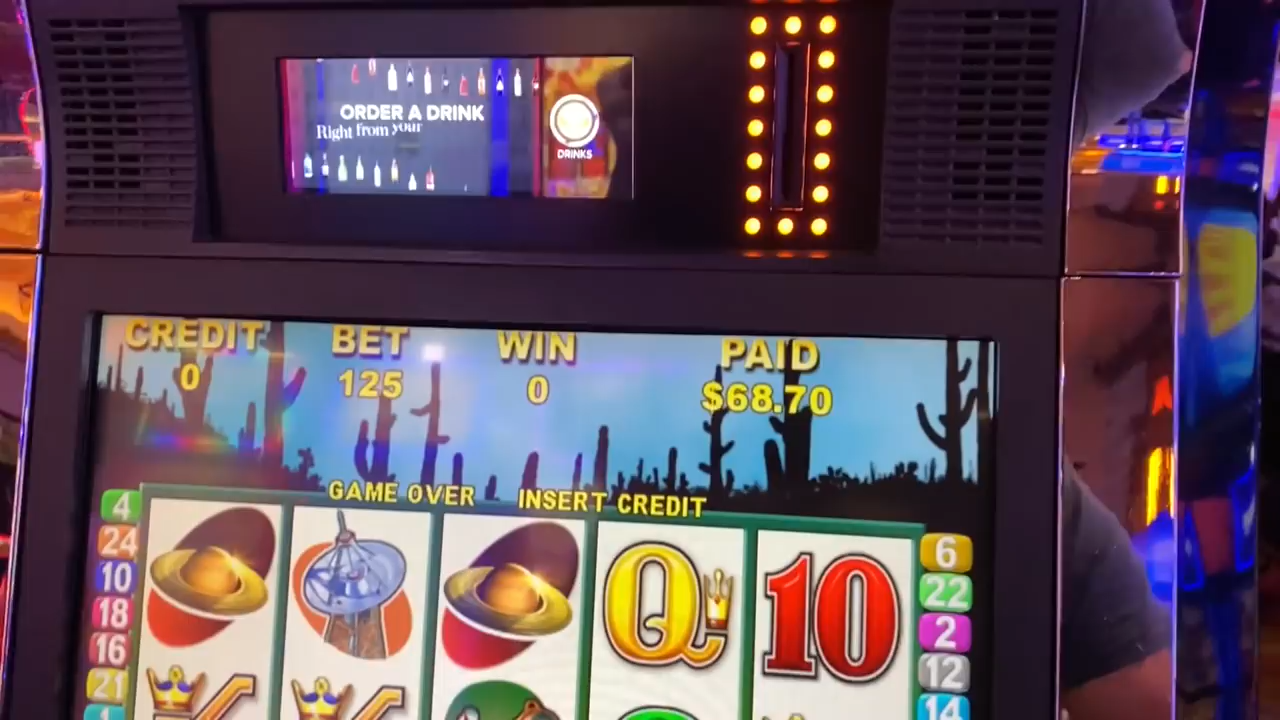 ORDER A DRINK
Right from your
DRINKS
CREDIT BET WIN PAID
0 125 0 $68.70
GAME OVER INSERT CREDIT
4
24
10
18
16
21
Q
10
6
22
2
12
14